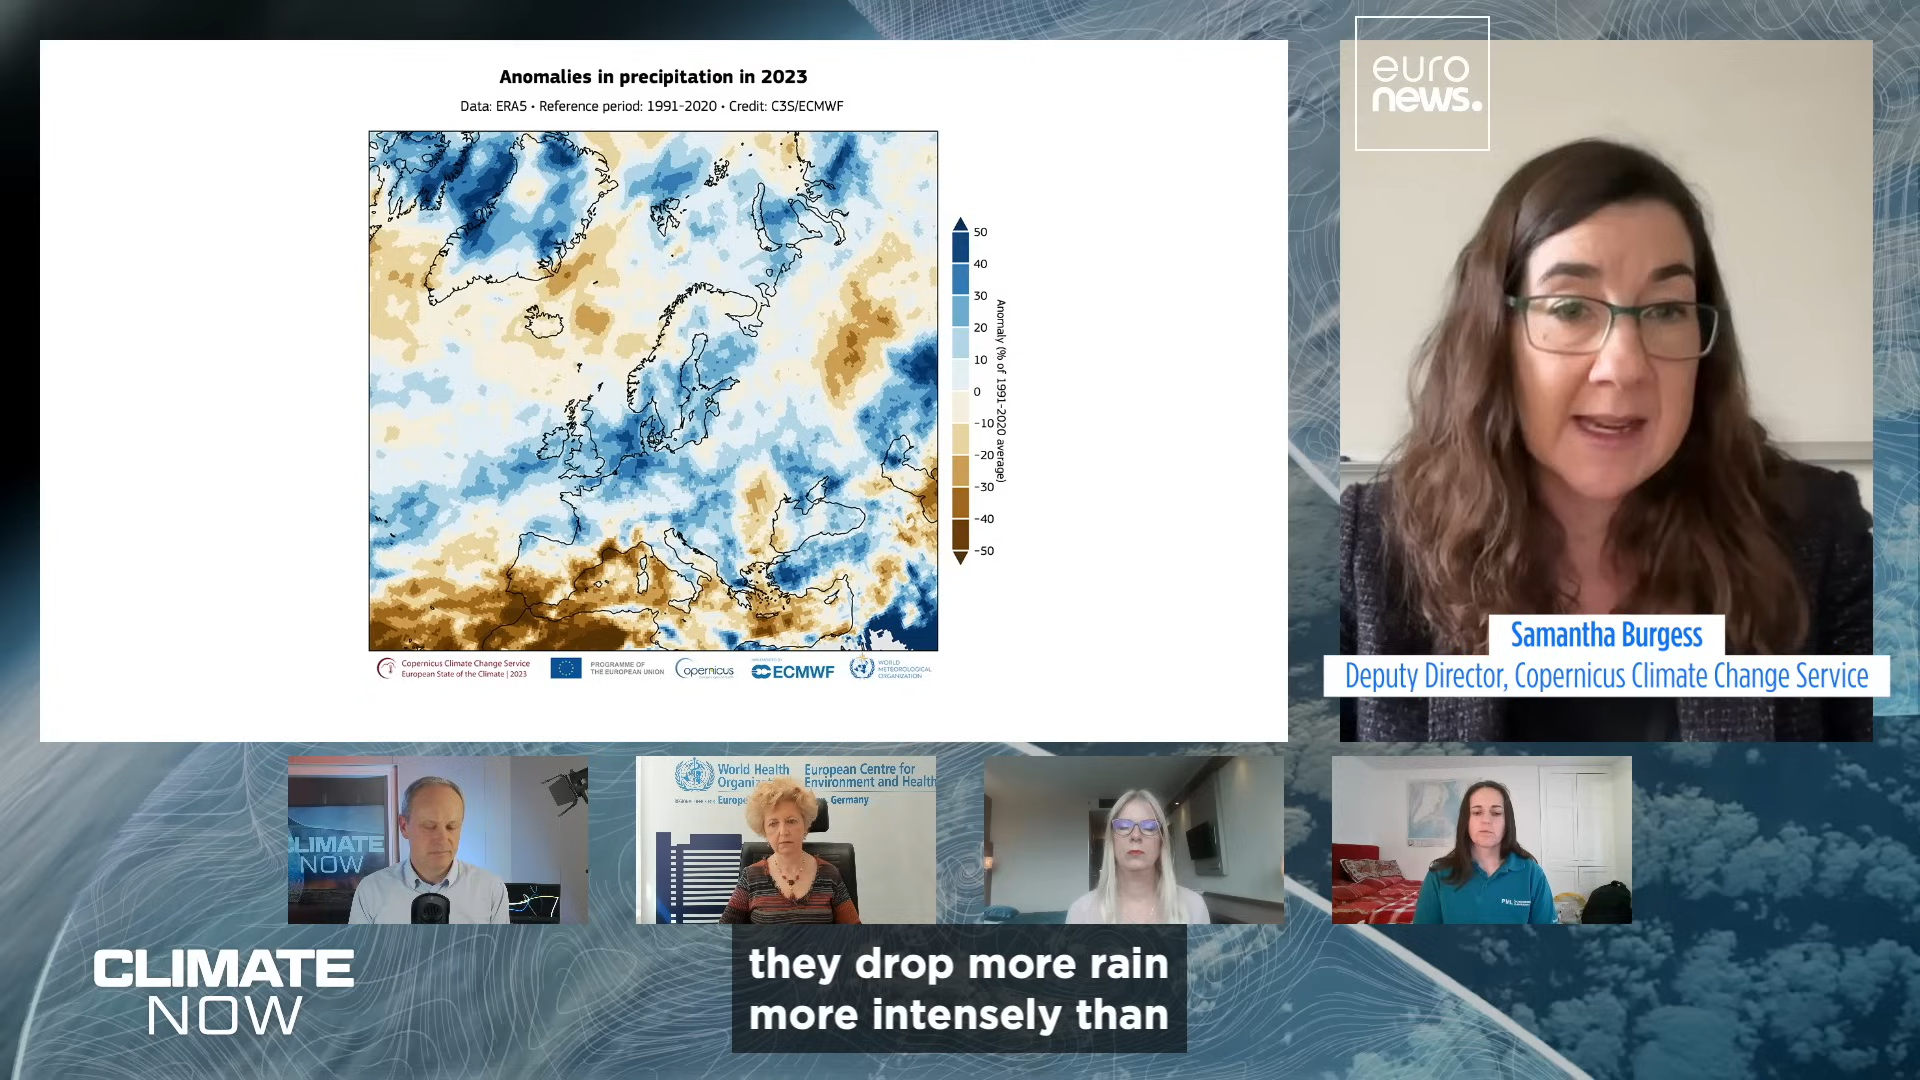 Anomalies in precipitation in 2023
Data: ERA5 • Reference period: 1991-2020 • Credit: C3S/ECMWF
50
40
30
20
10
0
-10
-20
-30
-40
-50
Anomaly (% of 1991-2020 average)
Copernicus Climate Change Service
European State of the Climate | 2023
PROGRAMME OF
THE EUROPEAN UNION
opernicus
ECMWF
WORLD
METEOROLOGICAL
ORGANIZATION
euro
news.
Samantha Burgess
Deputy Director, Copernicus Climate Change Service
CLIMATE
NOW
World Health
Organiz
Europe
European Centre for
Environment and Health
Germany
PML
CLIMATE
NOW
they drop more rain
more intensely than